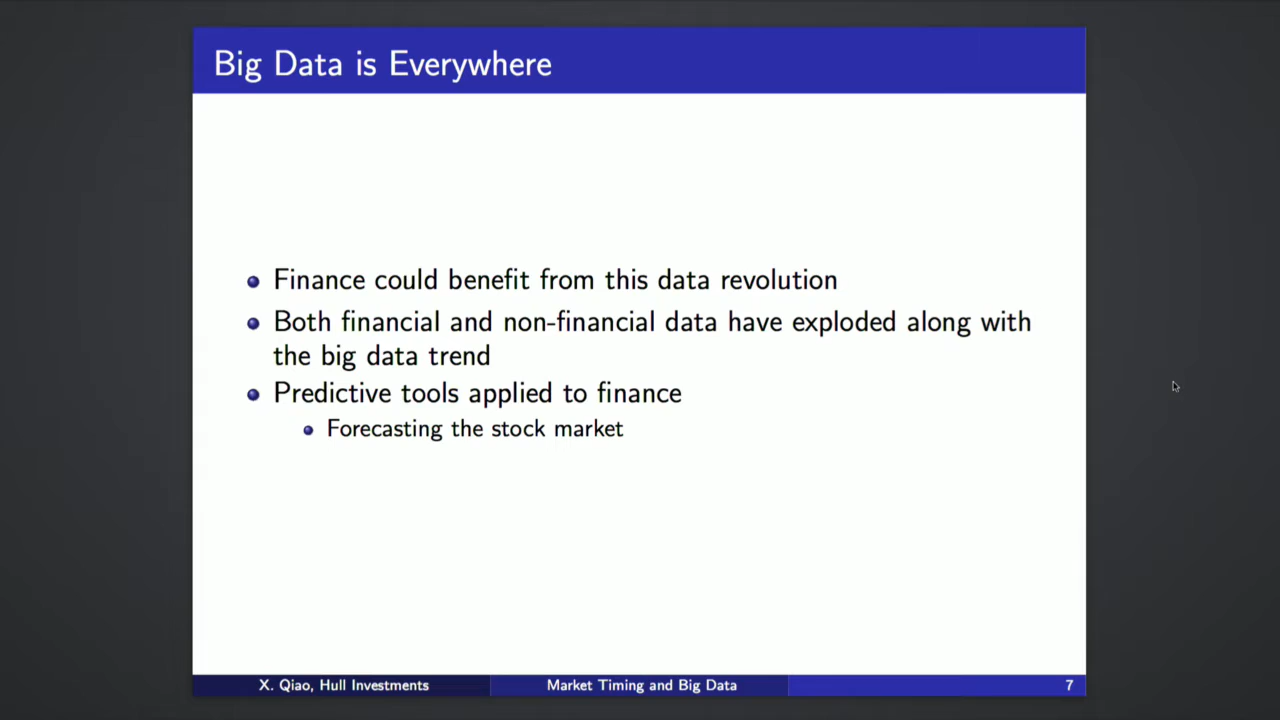 Big Data is Everywhere
Finance could benefit from this data revolution
Both financial and non-financial data have exploded along with
the big data trend
Predictive tools applied to finance
Forecasting the stock market
X. Qiao, Hull Investments
Market Timing and Big Data
7